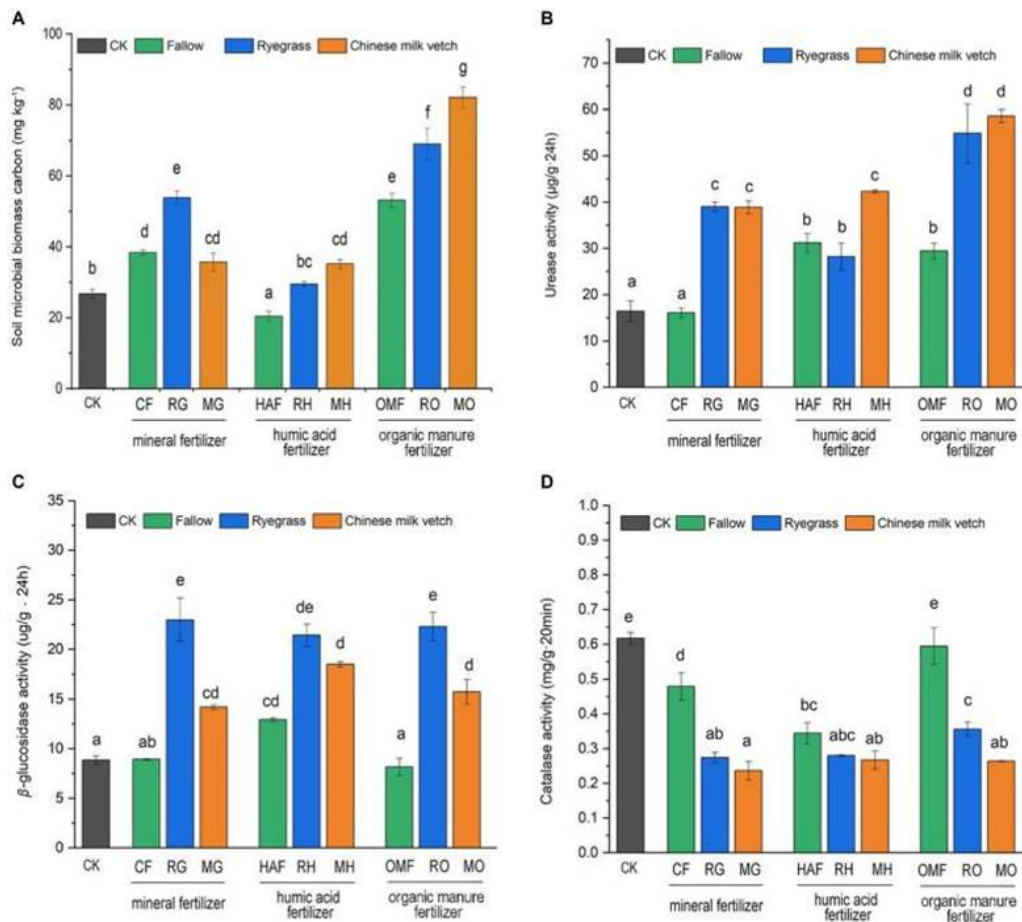 A
CK Fallow Ryegrass Chinese milk vetch
Soil microbial biomass carbon (mg kg⁻¹)
100
80
60
40
20
0
b
d
e
cd
a
bc
cd
e
f
g
CK CF RG MG HAF RH MH OMF RO MO
mineral fertilizer
humic acid
fertilizer
organic manure
fertilizer
B
CK Fallow Ryegrass Chinese milk vetch
Urease activity (µg/g·24h)
70
60
50
40
30
20
10
0
a
a
c
c
b
b
c
b
d
d
CK CF RG MG HAF RH MH OMF RO MO
mineral fertilizer
humic acid
fertilizer
organic manure
fertilizer
C
CK Fallow Ryegrass Chinese milk vetch
β-glucosidase activity (ug/g · 24h)
35
30
25
20
15
10
5
0
a
ab
e
cd
cd
de
d
a
e
d
CK CF RG MG HAF RH MH OMF RO MO
mineral fertilizer
humic acid
fertilizer
organic manure
fertilizer
D
CK Fallow Ryegrass Chinese milk vetch
Catalase activity (mg/g·20min)
1.0
0.9
0.8
0.7
0.6
0.5
0.4
0.3
0.2
0.1
0.0
e
d
ab
a
bc
abc
ab
e
c
ab
CK CF RG MG HAF RH MH OMF RO MO
mineral fertilizer
humic acid
fertilizer
organic manure
fertilizer